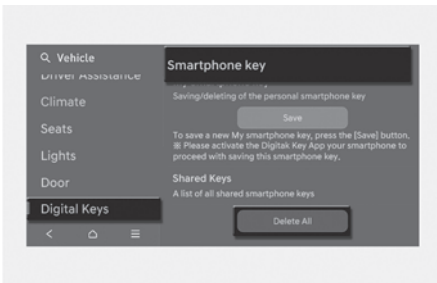 Vehicle
Driver Assistance
Climate
Seats
Lights
Door
Digital Keys
Smartphone key
Saving/deleting of the personal smartphone key
Save
To save a new My smartphone key, press the [Save] button.
※ Please activate the Digitak Key App your smartphone to
proceed with saving this smartphone key.
Shared Keys
A list of all shared smartphone keys
Delete All